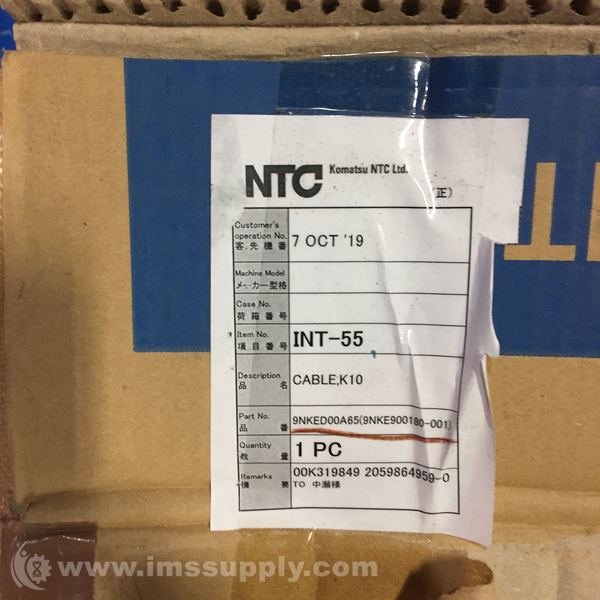 NTC Komatsu NTC Ltd.
(正)
Customer's
operation No.
客先機番
7 OCT '19
Machine Model
メーカー型格
Case No.
荷箱番号
Item No.
項目番号
INT-55
Description
品名
CABLE,K10
Part No.
品番
9NKED00A65(9NKE900180-001)
Quantity
数量
1 PC
Remarks
摘要
00K319849 2059864959-0
TO 中瀬様
www.imssupply.com